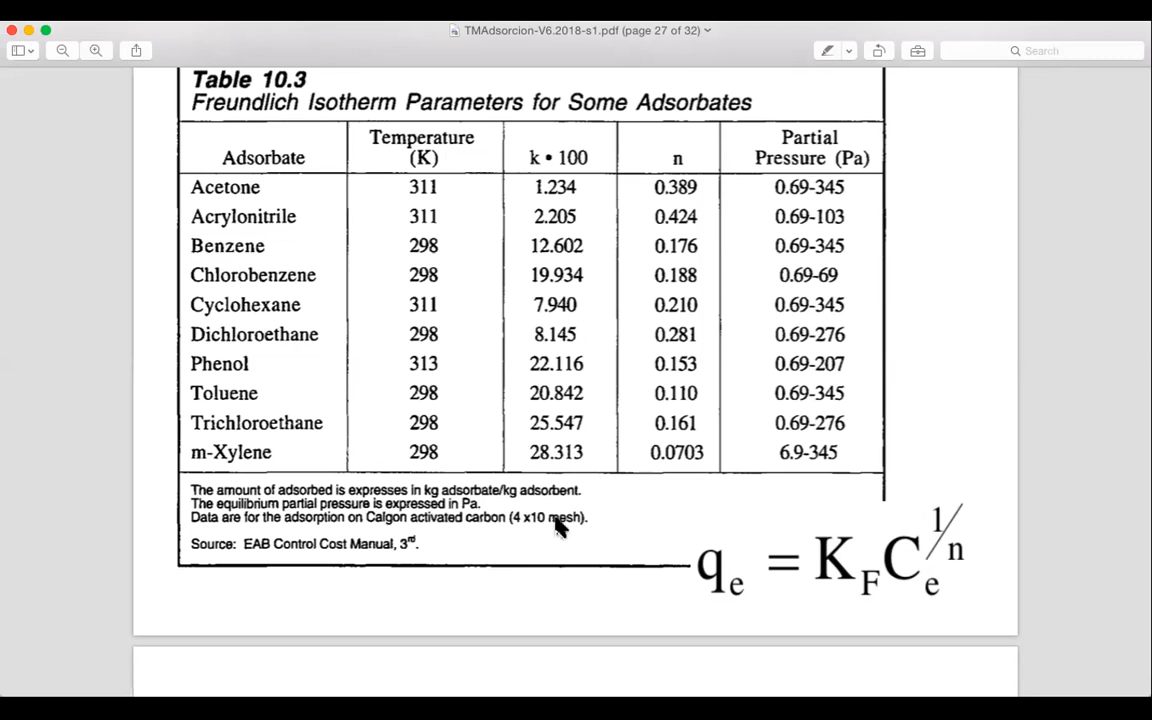 TMAdsorcion-V6.2018-s1.pdf (page 27 of 32)
Search
Table 10.3
Freundlich Isotherm Parameters for Some Adsorbates
Adsorbate Temperature (K) k • 100 n Partial Pressure (Pa)
Acetone 311 1.234 0.389 0.69-345
Acrylonitrile 311 2.205 0.424 0.69-103
Benzene 298 12.602 0.176 0.69-345
Chlorobenzene 298 19.934 0.188 0.69-69
Cyclohexane 311 7.940 0.210 0.69-345
Dichloroethane 298 8.145 0.281 0.69-276
Phenol 313 22.116 0.153 0.69-207
Toluene 298 20.842 0.110 0.69-345
Trichloroethane 298 25.547 0.161 0.69-276
m-Xylene 298 28.313 0.0703 6.9-345
The amount of adsorbed is expresses in kg adsorbate/kg adsorbent.
The equilibrium partial pressure is expressed in Pa.
Data are for the adsorption on Calgon activated carbon (4 x10 mesh).
Source: EAB Control Cost Manual, 3rd.
qe = KF Ce 1/n